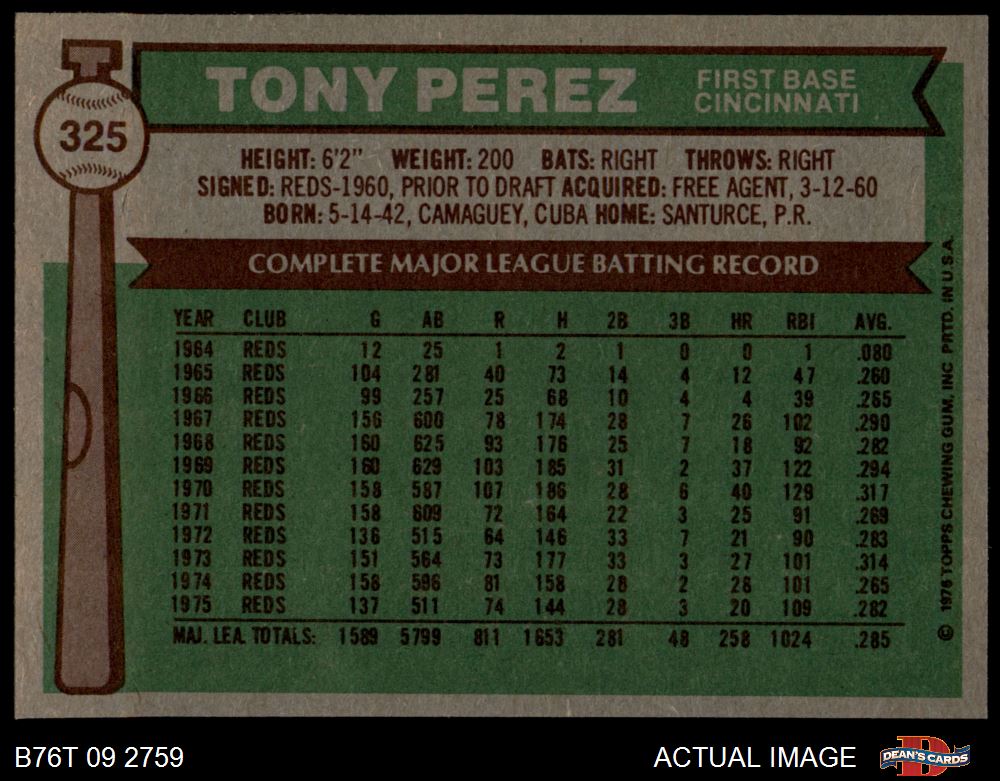 TONY PEREZ
FIRST BASE
CINCINNATI
325
HEIGHT: 6'2" WEIGHT: 200 BATS: RIGHT THROWS: RIGHT
SIGNED: REDS-1960, PRIOR TO DRAFT ACQUIRED: FREE AGENT, 3-12-60
BORN: 5-14-42, CAMAGUEY, CUBA HOME: SANTURCE, P.R.
COMPLETE MAJOR LEAGUE BATTING RECORD
YEAR CLUB G AB R H 2B 3B HR RBI AVG.
1964 REDS 12 25 1 2 1 0 0 1 .080
1965 REDS 104 281 40 73 14 4 12 47 .260
1966 REDS 99 257 25 68 10 4 4 39 .265
1967 REDS 156 600 78 174 28 7 26 102 .290
1968 REDS 160 625 93 176 25 7 18 92 .282
1969 REDS 160 629 103 185 31 2 37 122 .294
1970 REDS 158 587 107 186 28 6 40 129 .317
1971 REDS 158 609 72 164 22 3 25 91 .269
1972 REDS 136 515 64 146 33 7 21 90 .283
1973 REDS 151 564 73 177 33 3 27 101 .314
1974 REDS 158 596 81 158 28 2 28 101 .265
1975 REDS 137 511 74 144 28 3 20 109 .282
MAJ. LEA. TOTALS: 1589 5799 811 1653 281 48 258 1024 .285
© 1976 TOPPS CHEWING GUM, INC PRTD. IN U.S.A.
B76T 09 2759
ACTUAL IMAGE
DEAN'S CARDS